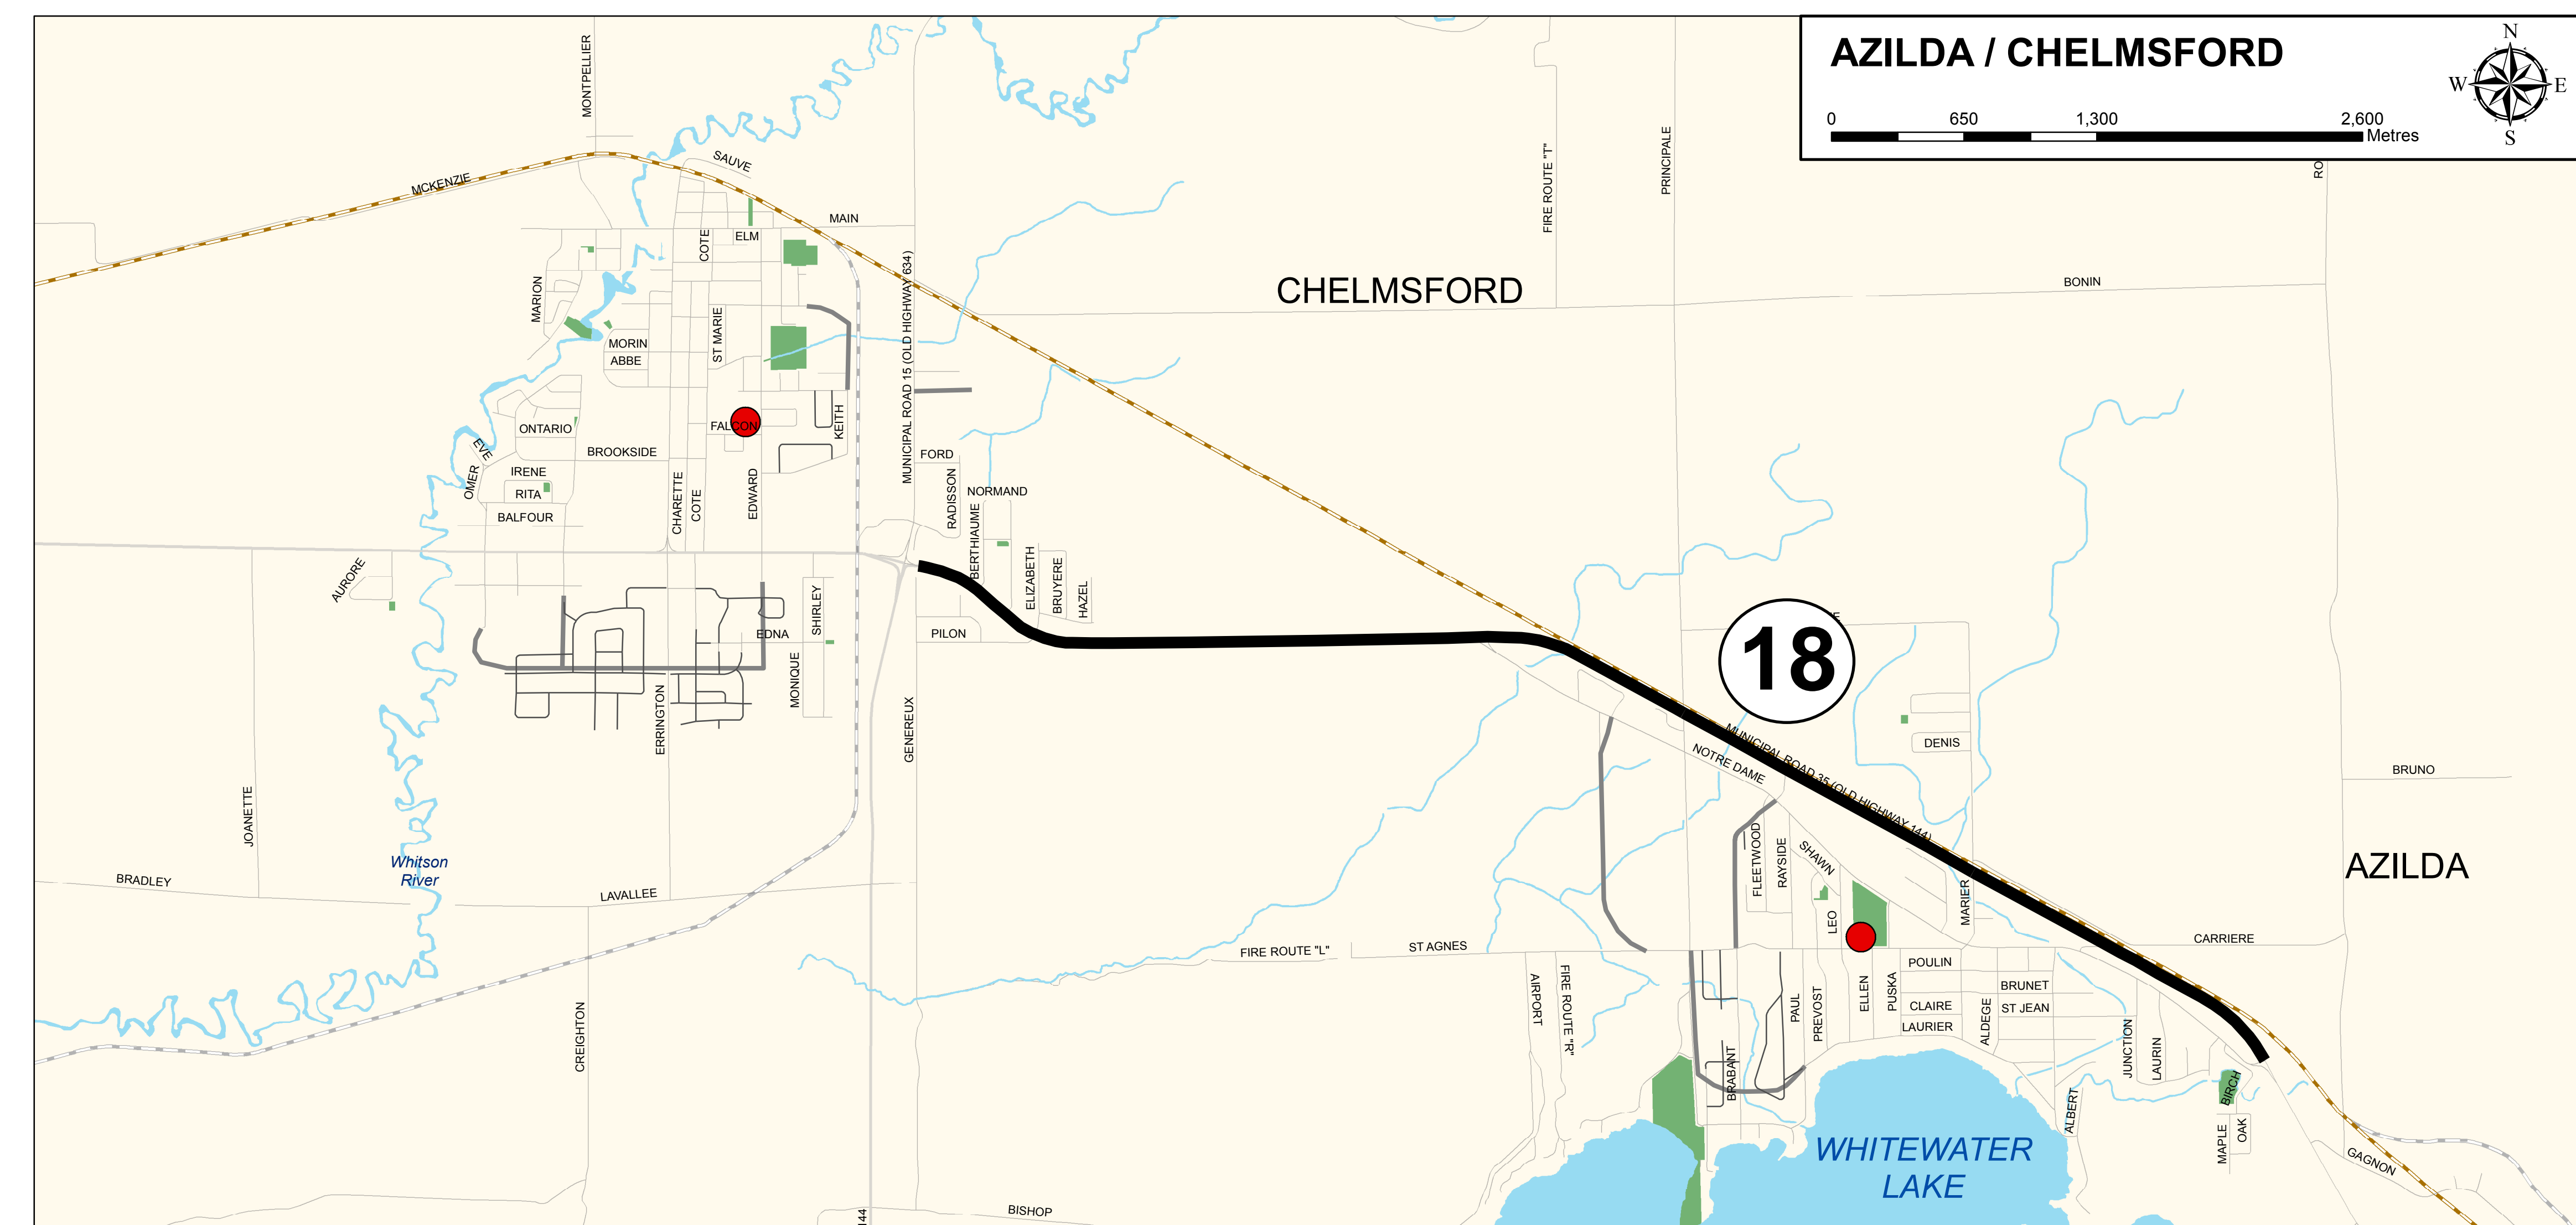 AZILDA / CHELMSFORD
N
W
E
S
0
650
1,300
2,600
Metres
MONTPELLIER
MCKENZIE
SAUVE
MAIN
ELM
COTE
MARION
ST MARIE
MORIN
ABBE
FALCON
KEITH
ONTARIO
EVE
OMER
IRENE
RITA
BROOKSIDE
BALFOUR
CHARETTE
COTE
EDWARD
MUNICIPAL ROAD 15 (OLD HIGHWAY 634)
FORD
RADISSON
NORMAND
BERTHIAUME
ELIZABETH
BRUYERE
HAZEL
PILON
AURORE
SHIRLEY
EDNA
MONIQUE
ERRINGTON
GENEREUX
JOANETTE
Whitson
River
BRADLEY
LAVALLEE
CREIGHTON
144
BISHOP
CHELMSFORD
FIRE ROUTE "T"
PRINCIPALE
RO
BONIN
18
E
DENIS
BRUNO
MUNICIPAL ROAD 35 (OLD HIGHWAY 144)
NOTRE DAME
AZILDA
FLEETWOOD
RAYSIDE
SHAWN
LEO
MARIER
CARRIERE
FIRE ROUTE "L"
ST AGNES
AIRPORT
FIRE ROUTE "R"
POULIN
BRUNET
CLAIRE
ST JEAN
LAURIER
ELLEN
PUSKA
PAUL
PREVOST
ALDEGE
BRABANT
JUNCTION
LAURIN
ALBERT
BIRCH
MAPLE
OAK
GAGNON
WHITEWATER
LAKE